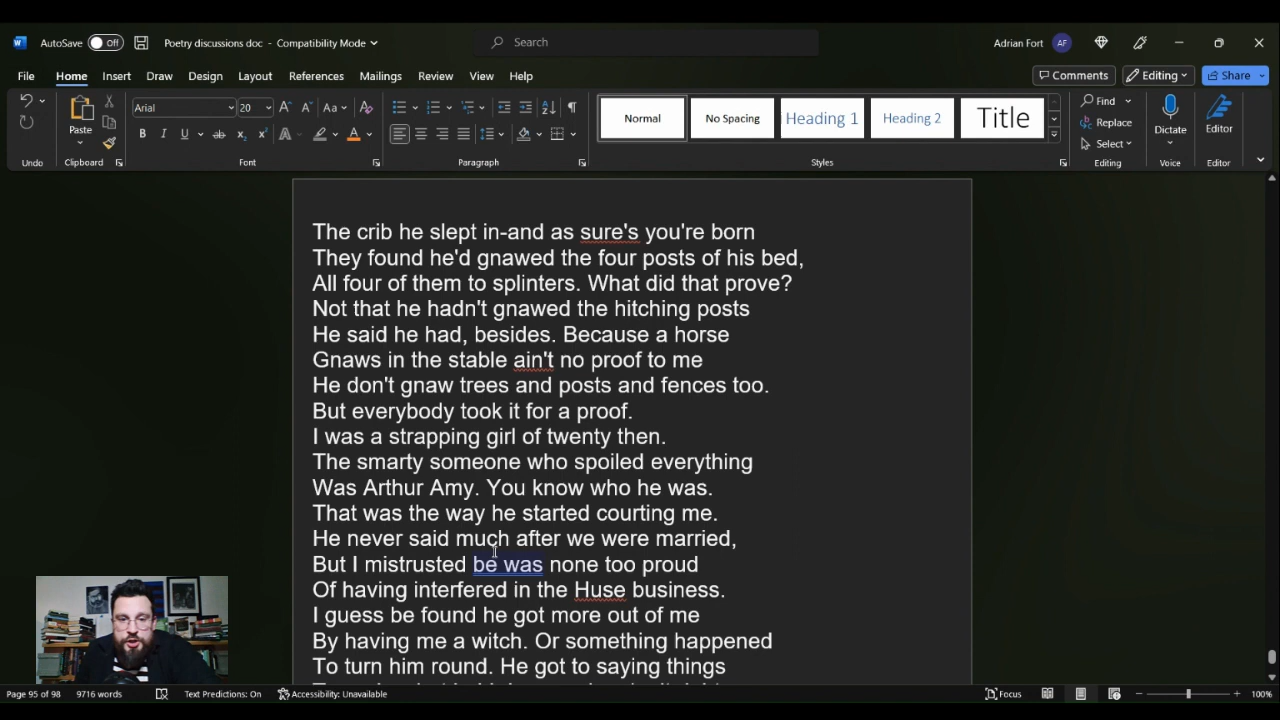 AutoSave Off Poetry discussions doc - Compatibility Mode Search Adrian Fort AF
File Home Insert Draw Design Layout References Mailings Review View Help Comments Editing Share
Paste Arial 20 A A Aa A Normal No Spacing Heading 1 Heading 2 Title Find Replace Select Dictate Editor
B I U ab x₂ x² A A
Undo Clipboard Font Paragraph Styles Editing Voice Editor
The crib he slept in-and as sure's you're born
They found he'd gnawed the four posts of his bed,
All four of them to splinters. What did that prove?
Not that he hadn't gnawed the hitching posts
He said he had, besides. Because a horse
Gnaws in the stable ain't no proof to me
He don't gnaw trees and posts and fences too.
But everybody took it for a proof.
I was a strapping girl of twenty then.
The smarty someone who spoiled everything
Was Arthur Amy. You know who he was.
That was the way he started courting me.
He never said much after we were married,
But I mistrusted be was none too proud
Of having interfered in the Huse business.
I guess be found he got more out of me
By having me a witch. Or something happened
To turn him round. He got to saying things
Page 95 of 98 9716 words Text Predictions: On Accessibility: Unavailable Focus 100%